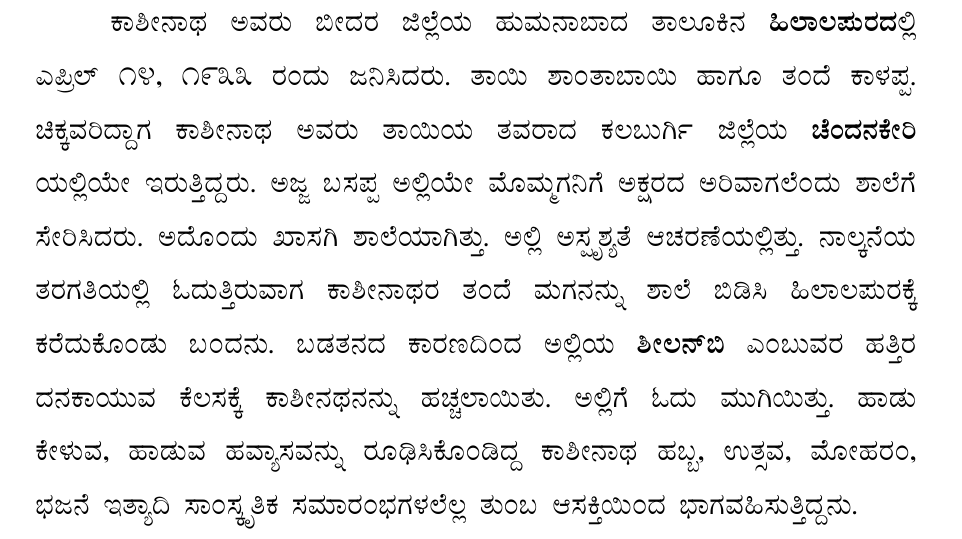 ಕಾಶೀನಾಥ ಅವರು ಬೀದರ ಜಿಲ್ಲೆಯ ಹುಮನಾಬಾದ ತಾಲೂಕಿನ ಹಿಲಾಲಪುರದಲ್ಲಿ
ಎಪ್ರಿಲ್ ೧೪, ೧೯೩೩ ರಂದು ಜನಿಸಿದರು. ತಾಯಿ ಶಾಂತಾಬಾಯಿ ಹಾಗೂ ತಂದೆ ಕಾಳಪ್ಪ.
ಚಿಕ್ಕವರಿದ್ದಾಗ ಕಾಶೀನಾಥ ಅವರು ತಾಯಿಯ ತವರಾದ ಕಲಬುರ್ಗಿ ಜಿಲ್ಲೆಯ ಚೆಂದನಕೇರಿ
ಯಲ್ಲಿಯೇ ಇರುತ್ತಿದ್ದರು. ಅಜ್ಜ ಬಸಪ್ಪ ಅಲ್ಲಿಯೇ ಮೊಮ್ಮಗನಿಗೆ ಅಕ್ಷರದ ಅರಿವಾಗಲೆಂದು ಶಾಲೆಗೆ
ಸೇರಿಸಿದರು. ಅದೊಂದು ಖಾಸಗಿ ಶಾಲೆಯಾಗಿತ್ತು. ಅಲ್ಲಿ ಅಸ್ಪೃಶ್ಯತೆ ಆಚರಣೆಯಲ್ಲಿತ್ತು. ನಾಲ್ಕನೆಯ
ತರಗತಿಯಲ್ಲಿ ಓದುತ್ತಿರುವಾಗ ಕಾಶೀನಾಥರ ತಂದೆ ಮಗನನ್ನು ಶಾಲೆ ಬಿಡಿಸಿ ಹಿಲಾಲಪುರಕ್ಕೆ
ಕರೆದುಕೊಂಡು ಬಂದನು. ಬಡತನದ ಕಾರಣದಿಂದ ಅಲ್ಲಿಯ ಶೀಲನ್‌ಬಿ ಎಂಬುವರ ಹತ್ತಿರ
ದನಕಾಯುವ ಕೆಲಸಕ್ಕೆ ಕಾಶೀನಥನನ್ನು ಹಚ್ಚಲಾಯಿತು. ಅಲ್ಲಿಗೆ ಓದು ಮುಗಿಯಿತ್ತು. ಹಾಡು
ಕೇಳುವ, ಹಾಡುವ ಹವ್ಯಾಸವನ್ನು ರೂಢಿಸಿಕೊಂಡಿದ್ದ ಕಾಶೀನಾಥ ಹಬ್ಬ, ಉತ್ಸವ, ಮೋಹರಂ,
ಭಜನೆ ಇತ್ಯಾದಿ ಸಾಂಸ್ಕೃತಿಕ ಸಮಾರಂಭಗಳಲೆಲ್ಲ ತುಂಬ ಆಸಕ್ತಿಯಿಂದ ಭಾಗವಹಿಸುತ್ತಿದ್ದನು.